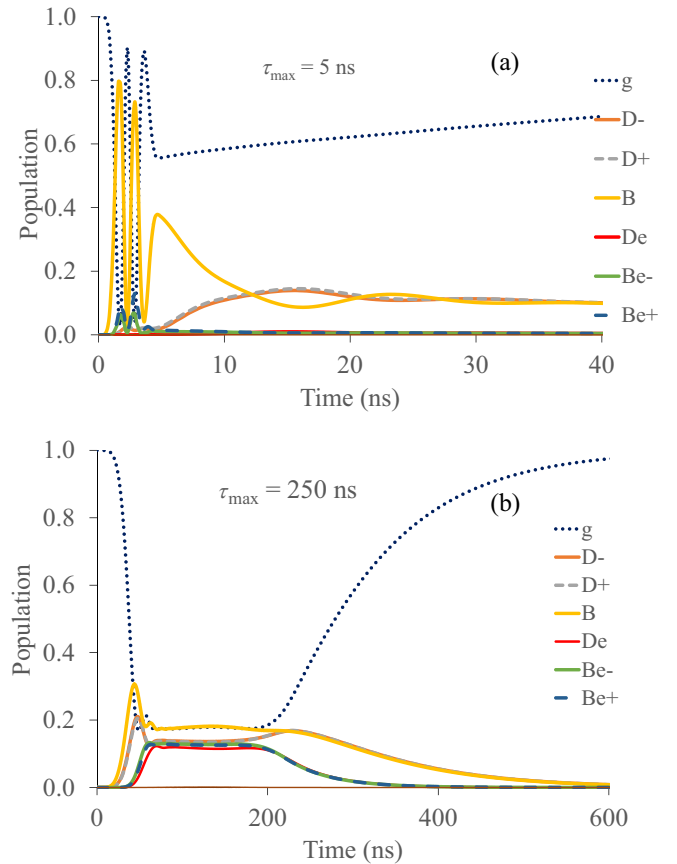 1.0
0.8
0.6
0.4
0.2
0.0
Population
0
10
20
30
40
Time (ns)
τmax = 5 ns
(a)
g
D-
D+
B
De
Be-
Be+
1.0
0.8
0.6
0.4
0.2
0.0
Population
0
200
400
600
Time (ns)
τmax = 250 ns
(b)
g
D-
D+
B
De
Be-
Be+